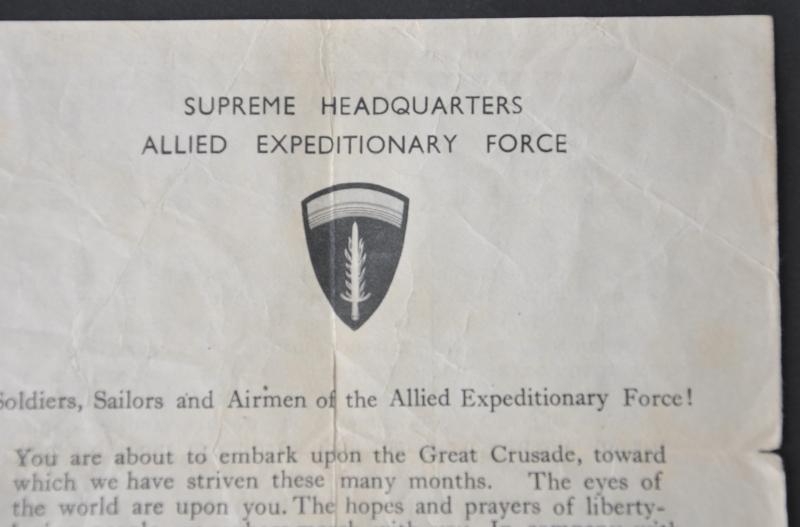 SUPREME HEADQUARTERS
ALLIED EXPEDITIONARY FORCE
Soldiers, Sailors and Airmen of the Allied Expeditionary Force!
You are about to embark upon the Great Crusade, toward
which we have striven these many months. The eyes of
the world are upon you. The hopes and prayers of liberty-